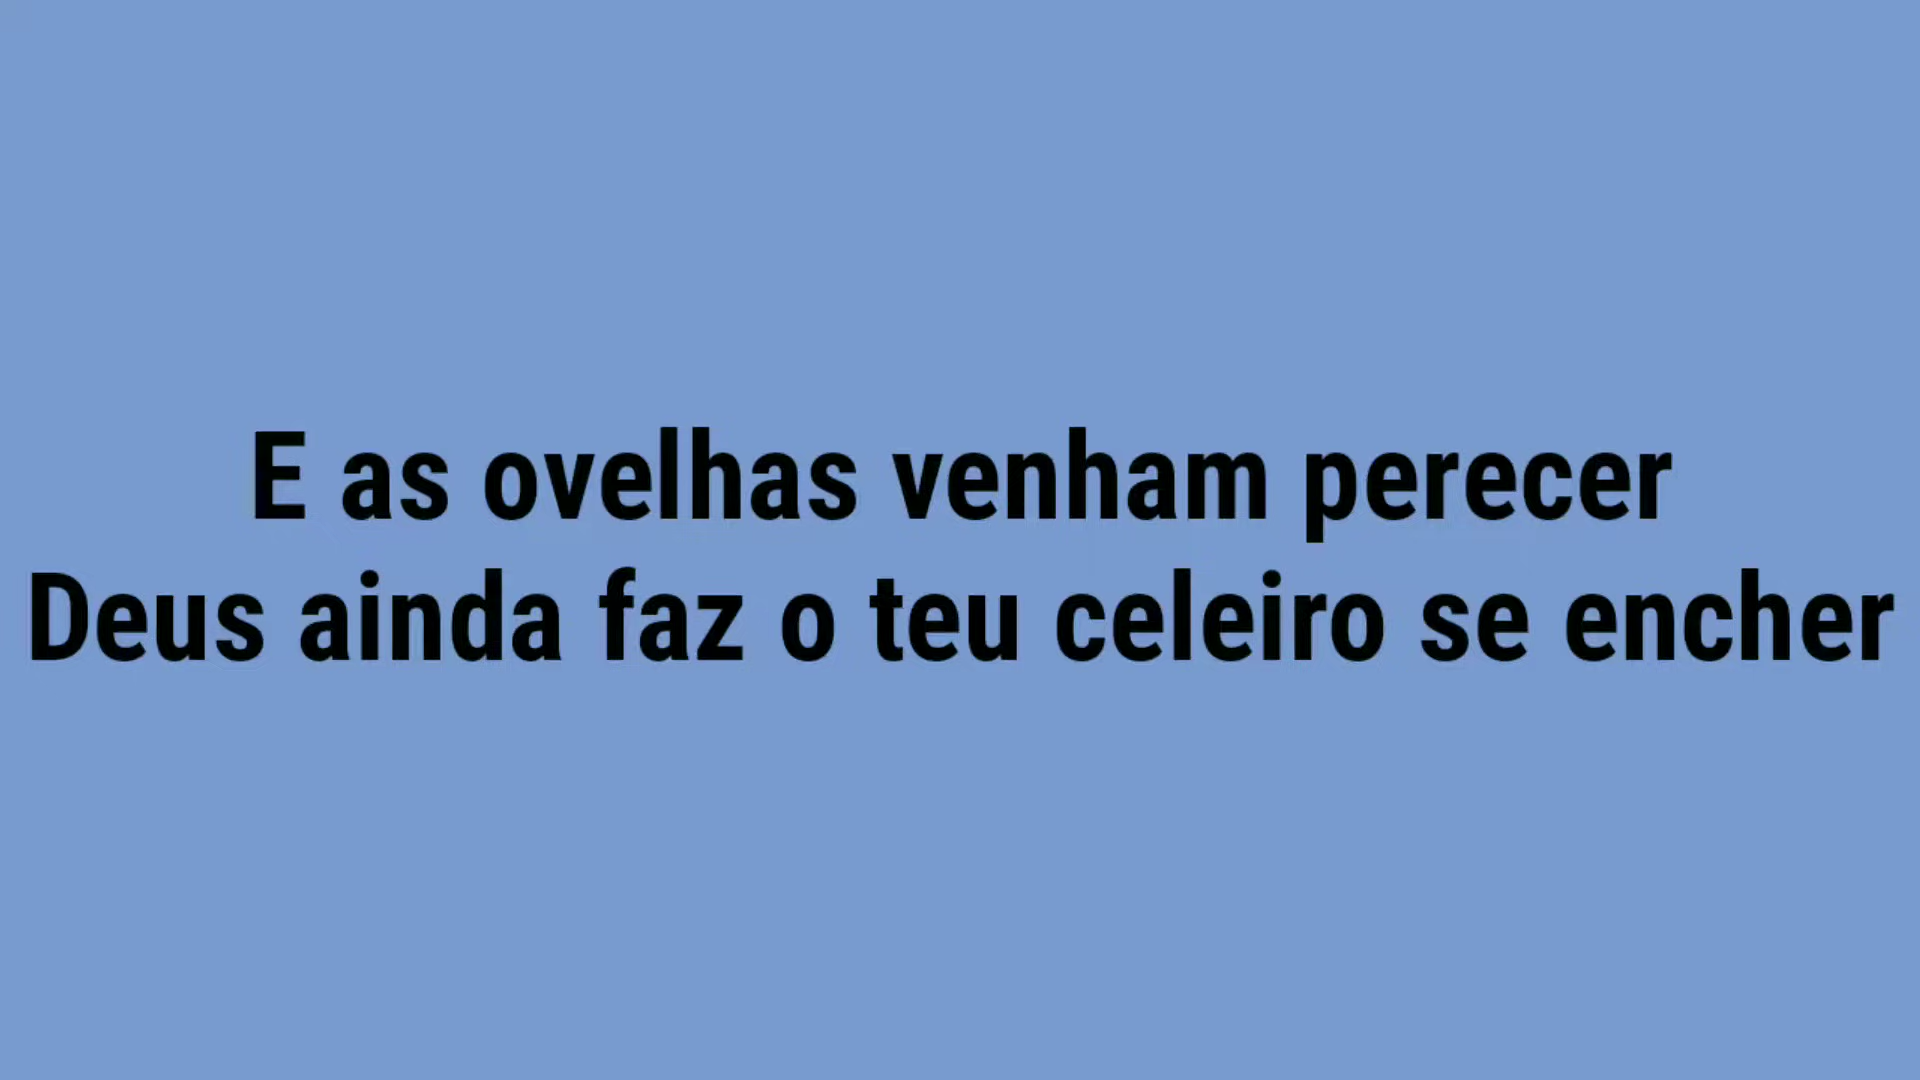 E as ovelhas venham perecer
Deus ainda faz o teu celeiro se encher